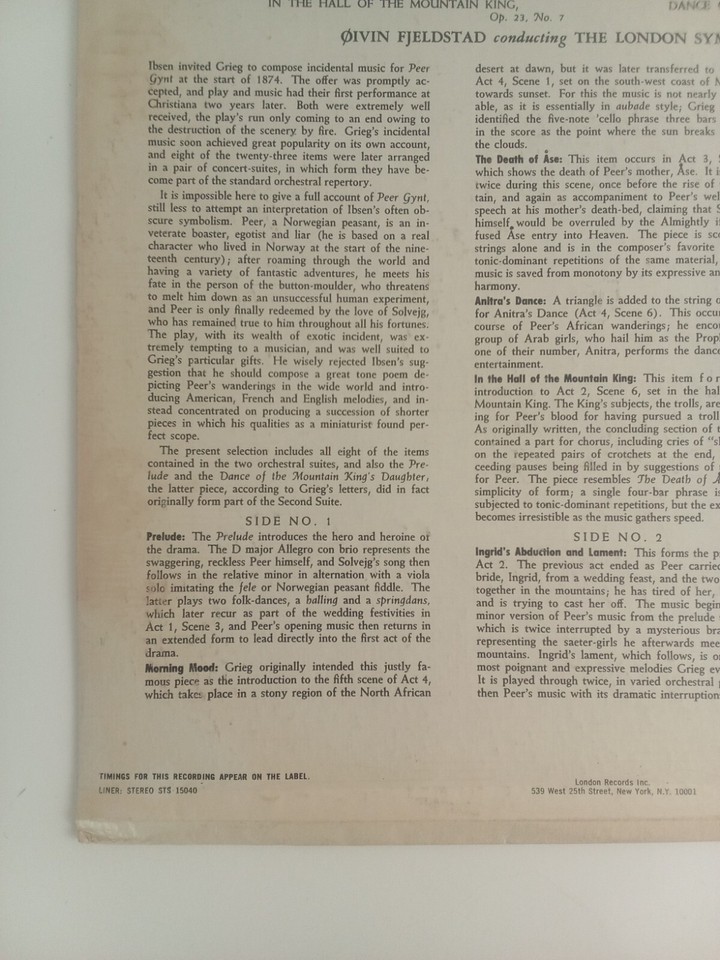 IN THE HALL OF THE MOUNTAIN KING,
Op. 23, No. 7
DANCE
ØIVIN FJELDSTAD conducting THE LONDON SYM
Ibsen invited Grieg to compose incidental music for Peer
Gynt at the start of 1874. The offer was promptly ac-
cepted, and play and music had their first performance at
Christiana two years later. Both were extremely well
received, the play's run only coming to an end owing to
the destruction of the scenery by fire. Grieg's incidental
music soon achieved great popularity on its own account,
and eight of the twenty-three items were later arranged
in a pair of concert-suites, in which form they have be-
come part of the standard orchestral repertory.
It is impossible here to give a full account of Peer Gynt,
still less to attempt an interpretation of Ibsen's often ob-
scure symbolism. Peer, a Norwegian peasant, is an in-
veterate boaster, egotist and liar (he is based on a real
character who lived in Norway at the start of the nine-
teenth century); after roaming through the world and
having a variety of fantastic adventures, he meets his
fate in the person of the button-moulder, who threatens
to melt him down as an unsuccessful human experiment,
and Peer is only finally redeemed by the love of Solvejg,
who has remained true to him throughout all his fortunes.
The play, with its wealth of exotic incident, was ex-
tremely tempting to a musician, and was well suited to
Grieg's particular gifts. He wisely rejected Ibsen's sug-
gestion that he should compose a great tone poem de-
picting Peer's wanderings in the wide world and intro-
ducing American, French and English melodies, and in-
stead concentrated on producing a succession of shorter
pieces in which his qualities as a miniaturist found per-
fect scope.
The present selection includes all eight of the items
contained in the two orchestral suites, and also the Pre-
lude and the Dance of the Mountain King's Daughter,
the latter piece, according to Grieg's letters, did in fact
originally form part of the Second Suite.
SIDE NO. 1
Prelude: The Prelude introduces the hero and heroine of
the drama. The D major Allegro con brio represents the
swaggering, reckless Peer himself, and Solvejg's song then
follows in the relative minor in alternation with a viola
solo imitating the fele or Norwegian peasant fiddle. The
latter plays two folk-dances, a halling and a springdans,
which later recur as part of the wedding festivities in
Act 1, Scene 3, and Peer's opening music then returns in
an extended form to lead directly into the first act of the
drama.
Morning Mood: Grieg originally intended this justly fa-
mous piece as the introduction to the fifth scene of Act 4,
which takes place in a stony region of the North African
desert at dawn, but it was later transferred to
Act 4, Scene 1, set on the south-west coast of M
towards sunset. For this the music is not nearly
able, as it is essentially in aubade style; Grieg
identified the five-note 'cello phrase three bars
in the score as the point where the sun breaks
the clouds.
The Death of Åse: This item occurs in Act 3, S
which shows the death of Peer's mother, Åse. It is
twice during this scene, once before the rise of
tain, and again as accompaniment to Peer's wel
speech at his mother's death-bed, claiming that S
himself would be overruled by the Almighty if
fused Åse entry into Heaven. The piece is sco
strings alone and is in the composer's favorite
tonic-dominant repetitions of the same material,
music is saved from monotony by its expressive an
harmony.
Anitra's Dance: A triangle is added to the string o
for Anitra's Dance (Act 4, Scene 6). This occur
course of Peer's African wanderings; he encou
group of Arab girls, who hail him as the Prop
one of their number, Anitra, performs the dance
entertainment.
In the Hall of the Mountain King: This item for
introduction to Act 2, Scene 6, set in the hal
Mountain King. The King's subjects, the trolls, are
ing for Peer's blood for having pursued a troll
As originally written, the concluding section of t
contained a part for chorus, including cries of "sl
on the repeated pairs of crotchets at the end,
ceeding pauses being filled in by suggestions of
for Peer. The piece resembles The Death of Å
simplicity of form; a single four-bar phrase is
subjected to tonic-dominant repetitions, but the ex
becomes irresistible as the music gathers speed.
SIDE NO. 2
Ingrid's Abduction and Lament: This forms the p
Act 2. The previous act ended as Peer carried
bride, Ingrid, from a wedding feast, and the two
together in the mountains; he has tired of her,
and is trying to cast her off. The music begin
minor version of Peer's music from the prelude
which is twice interrupted by a mysterious bra
representing the saeter-girls he afterwards mee
mountains. Ingrid's lament, which follows, is o
most poignant and expressive melodies Grieg ev
It is played through twice, in varied orchestral
then Peer's music with its dramatic interruption
TIMINGS FOR THIS RECORDING APPEAR ON THE LABEL.
LINER: STEREO STS 15040
London Records Inc.
539 West 25th Street, New York, N.Y. 10001